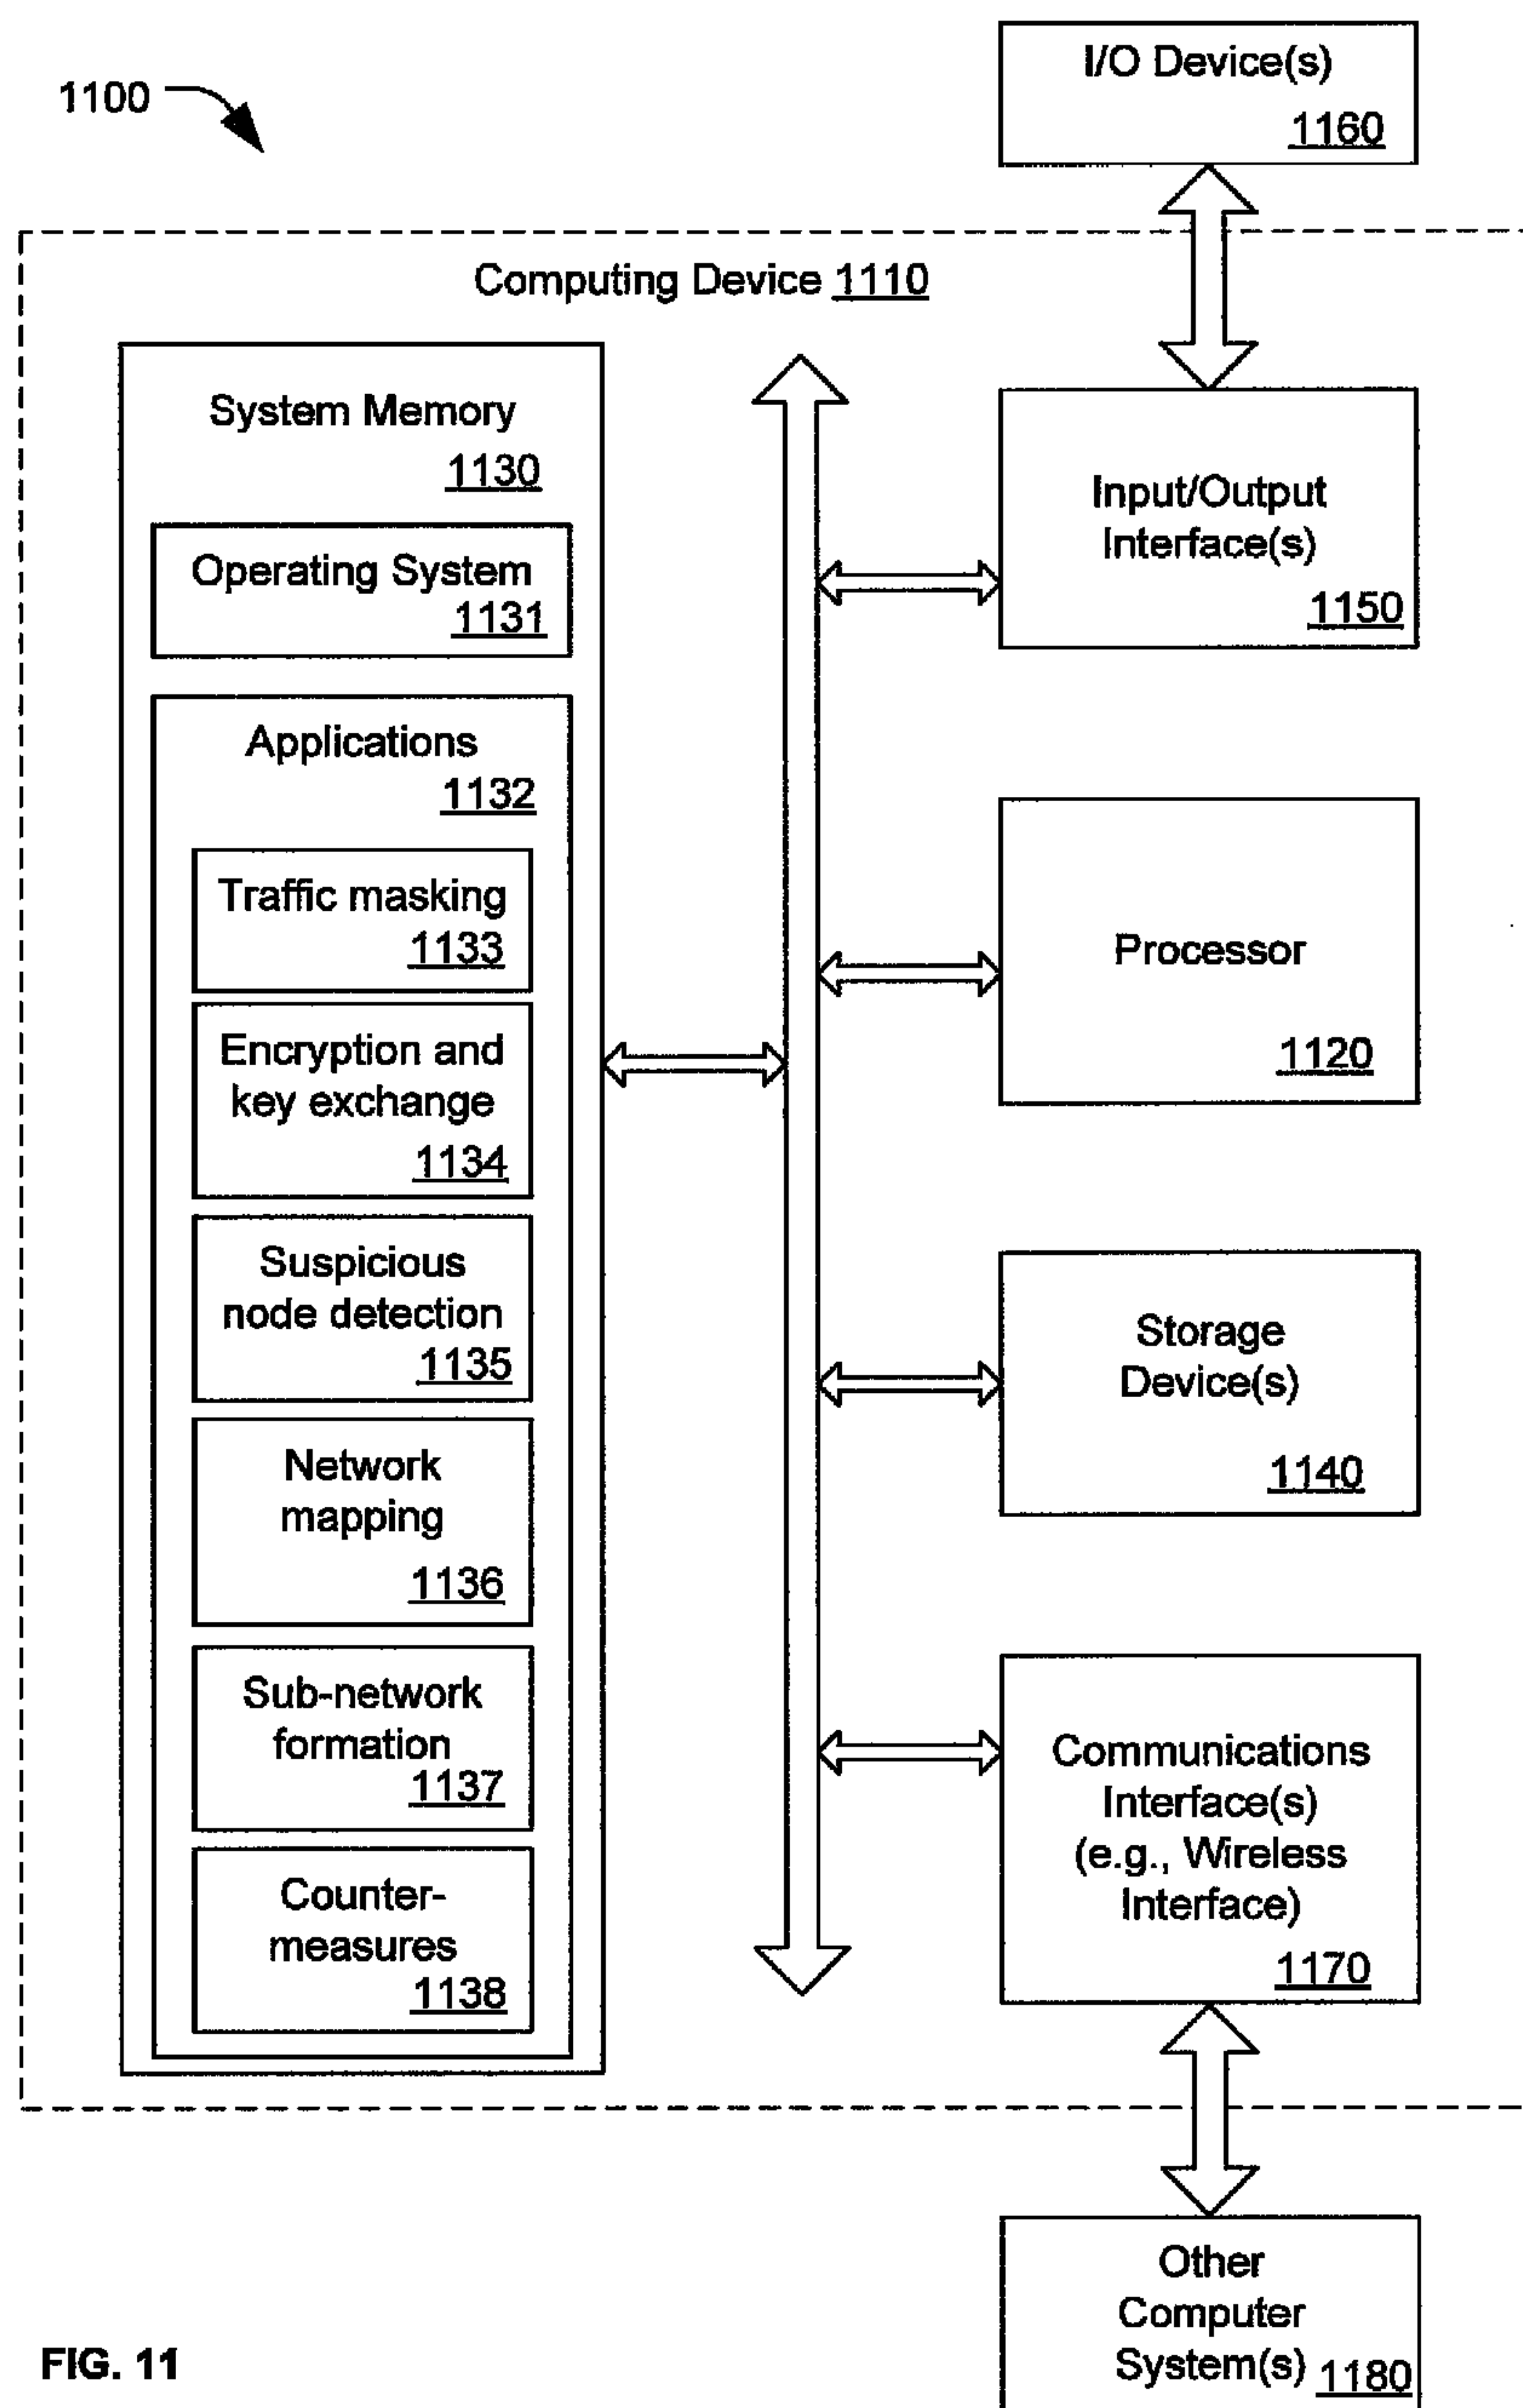 1100
I/O Device(s)
1160
Computing Device 1110
System Memory
1130
Operating System
1131
Applications
1132
Traffic masking
1133
Encryption and
key exchange
1134
Suspicious
node detection
1135
Network
mapping
1136
Sub-network
formation
1137
Counter-
measures
1138
Input/Output
Interface(s)
1150
Processor
1120
Storage
Device(s)
1140
Communications
Interface(s)
(e.g., Wireless
Interface)
1170
Other
Computer
System(s) 1180
FIG. 11